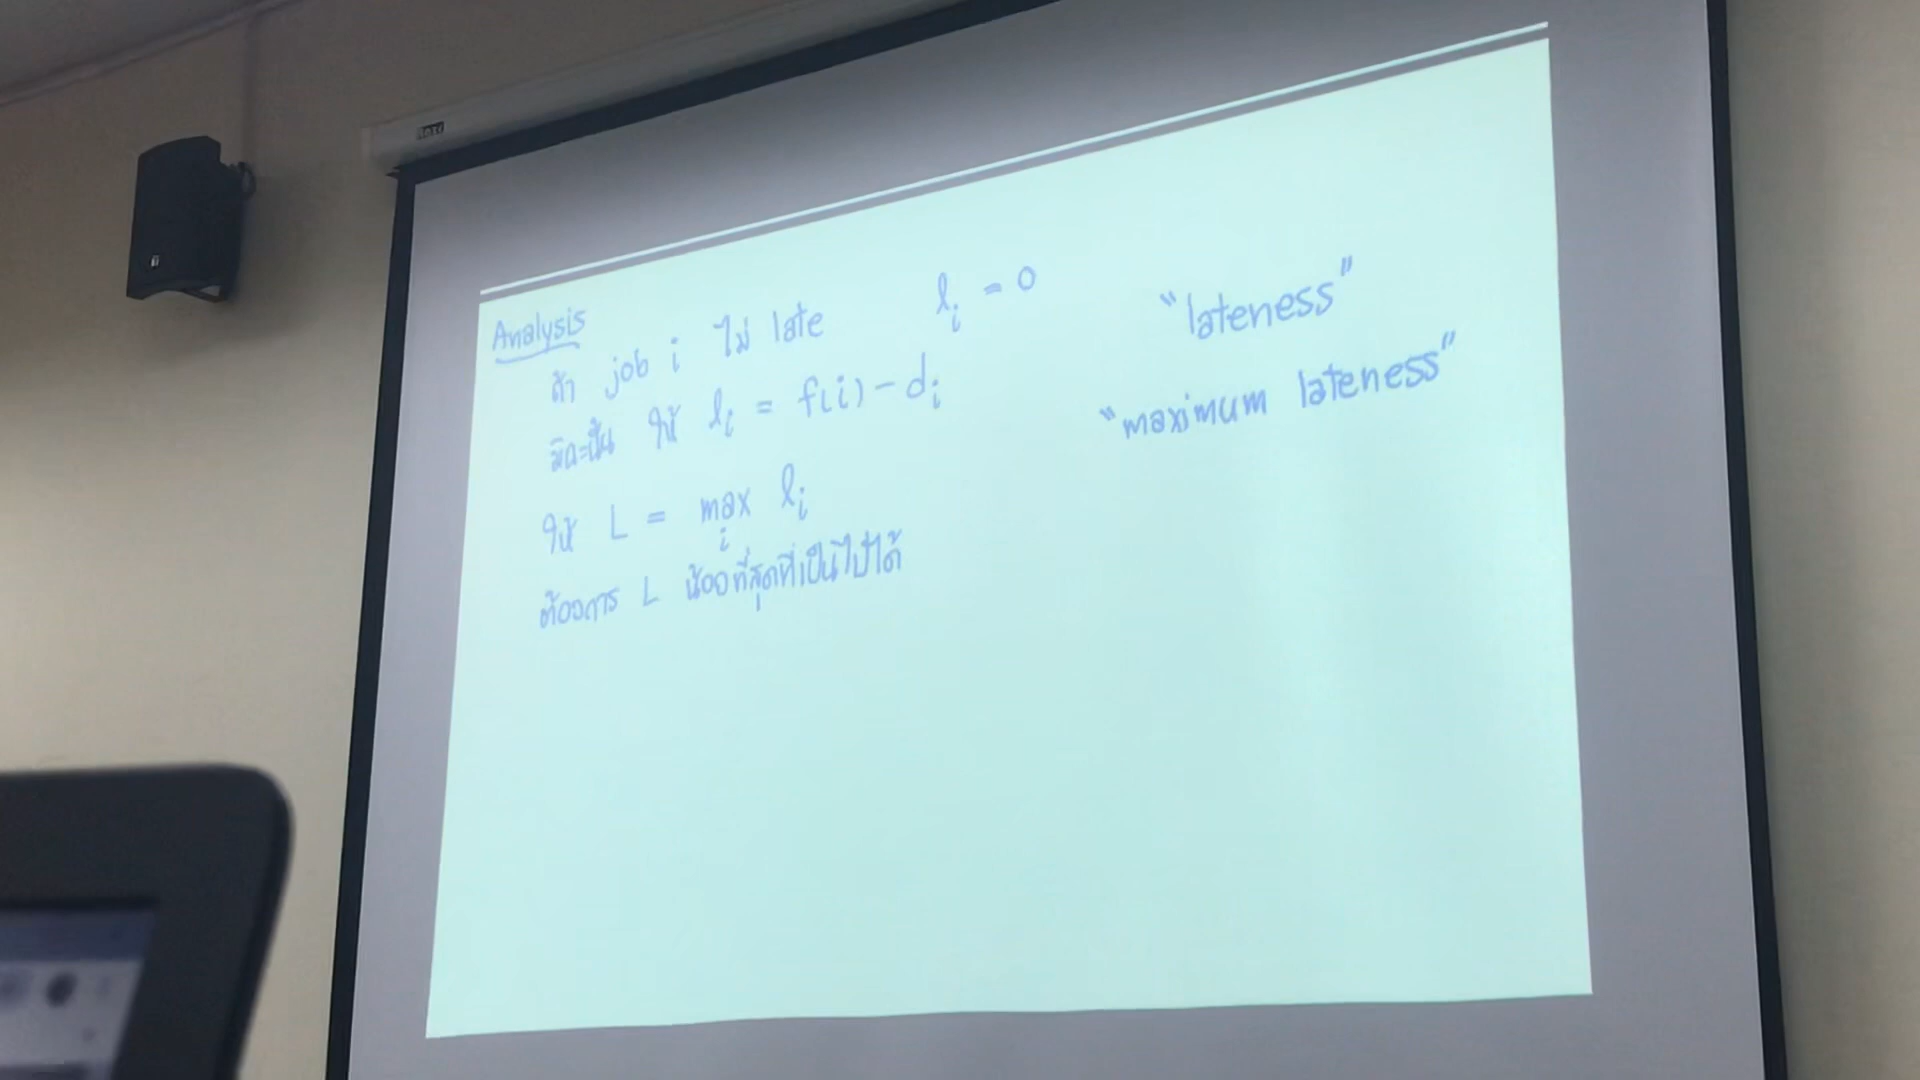 Analysis
ถ้า job i ไม่ late lᵢ = 0 "lateness"
มิฉะนั้น ให้ lᵢ = f(i) - dᵢ "maximum lateness"
ให้ L = max lᵢ
i
ต้องการ L น้อยที่สุดที่เป็นไปได้